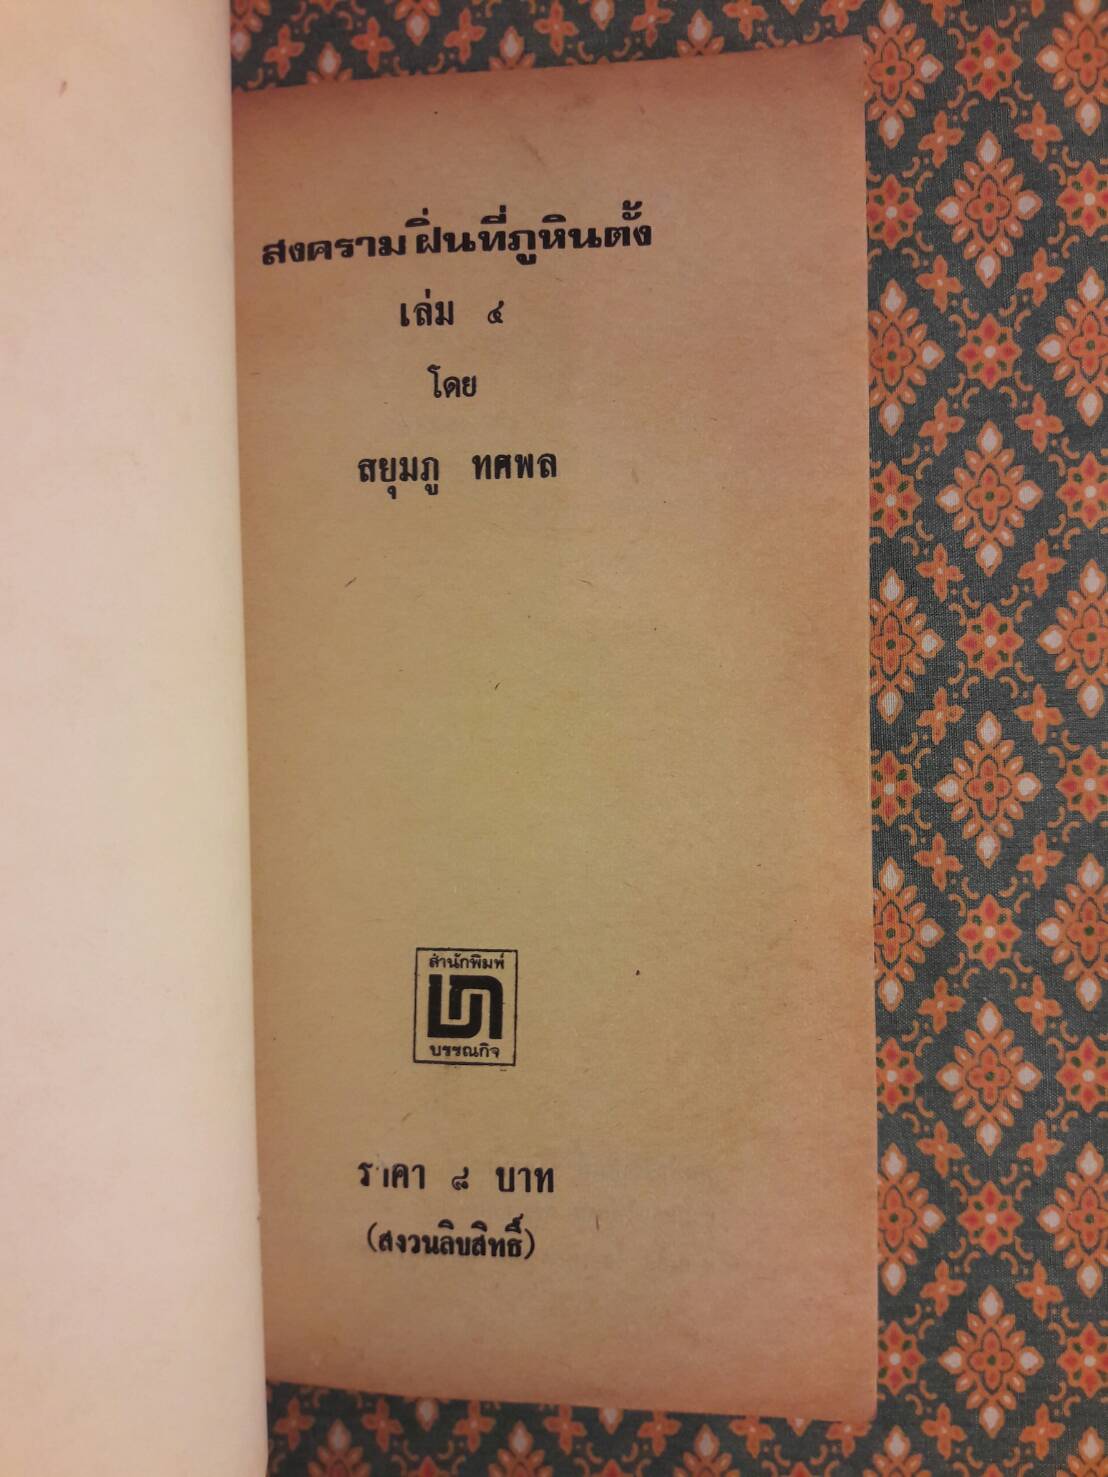 สงครามฝิ่นที่ภูหินตั้ง
เล่ม ๔
โดย
สยุมภู ทศพล
สำนักพิมพ์
บรรณกิจ
ราคา ๘ บาท
(สงวนลิขสิทธิ์)